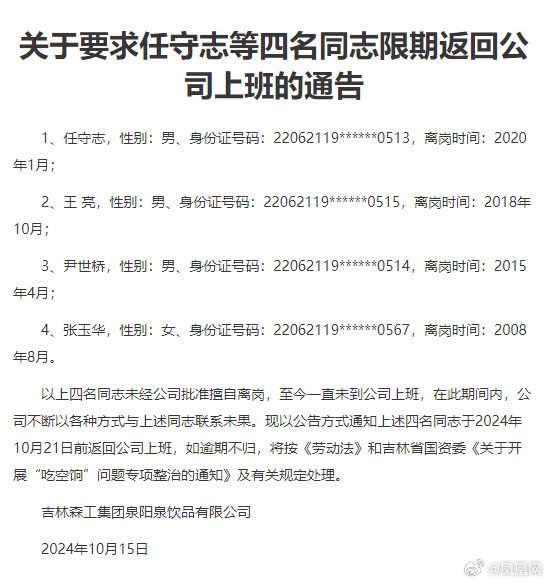 关于要求任守志等四名同志限期返回公
司上班的通告
1、任守志，性别：男、身份证号码：22062119******0513，离岗时间：2020
年1月；
2、王 亮，性别：男、身份证号码：22062119******0515，离岗时间：2018年
10月；
3、尹世桥，性别：男、身份证号码：22062119******0514，离岗时间：2015
年4月；
4、张玉华，性别：女、身份证号码：22062119******0567，离岗时间：2008
年8月。
以上四名同志未经公司批准擅自离岗，至今一直未到公司上班，在此期间内，公
司不断以各种方式与上述同志联系未果。现以公告方式通知上述四名同志于2024年
10月21日前返回公司上班，如逾期不归，将按《劳动法》和吉林省国资委《关于开
展“吃空饷”问题专项整治的通知》及有关规定处理。
吉林森工集团泉阳泉饮品有限公司
2024年10月15日
@凤凰网